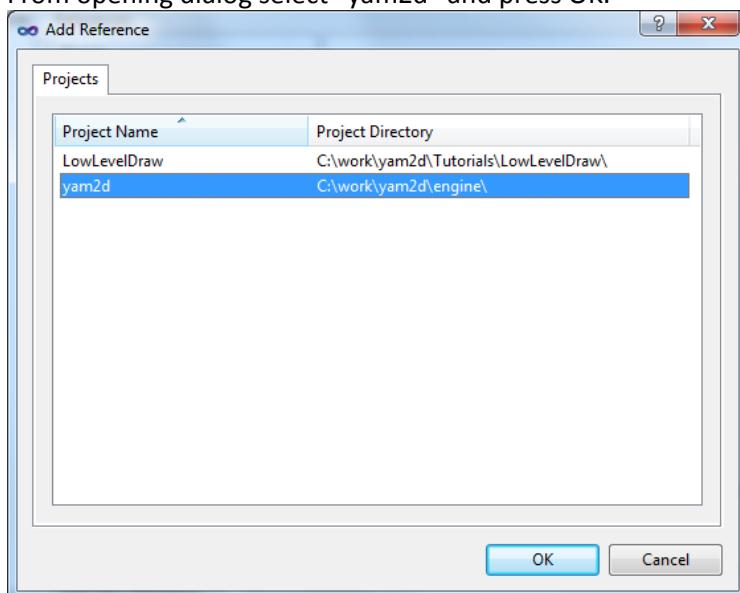 From opening dialog select "yam2d" and press OK.
Add Reference
Projects
Project Name Project Directory
LowLevelDraw C:\work\yam2d\Tutorials\LowLevelDraw\
yam2d C:\work\yam2d\engine\
OK Cancel